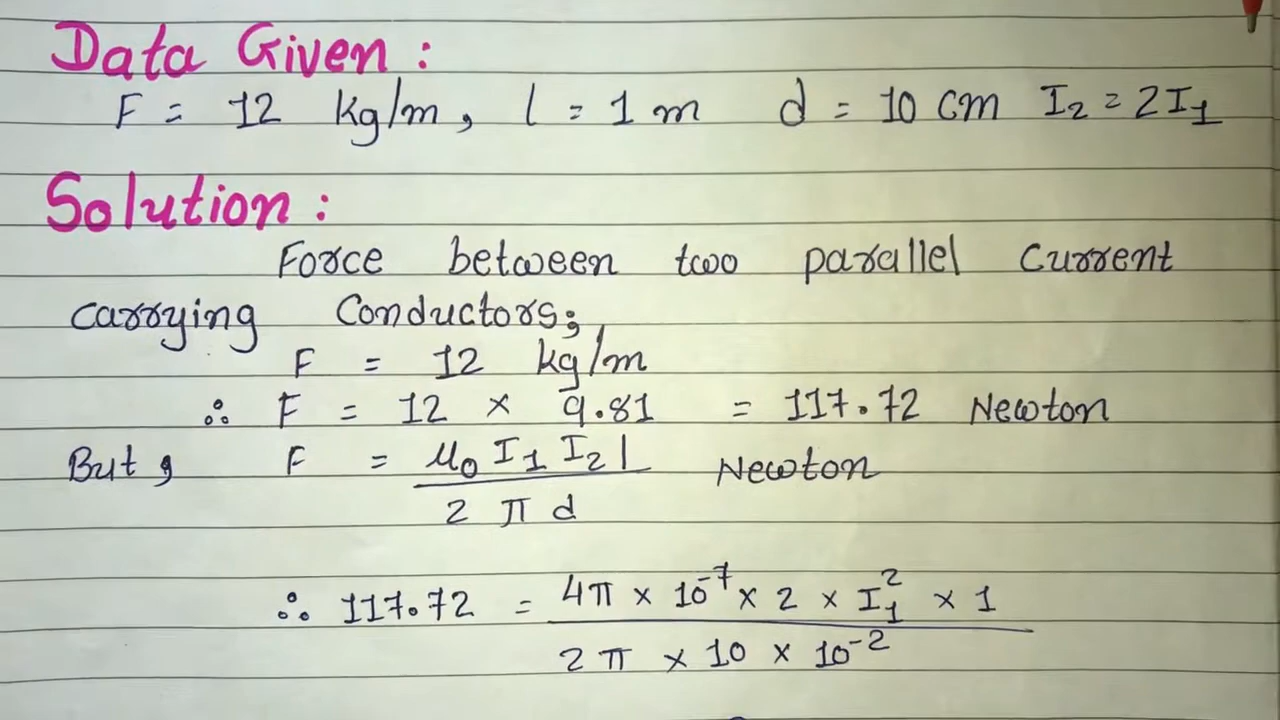 Data Given :
F = 12 kg/m, l = 1 m d = 10 cm I₂ = 2I₁
Solution :
Force between two parallel current
carrying Conductors;
F = 12 kg/m
∴ F = 12 × 9.81 = 117.72 Newton
But, F = μ₀ I₁ I₂ l / 2 π d Newton
∴ 117.72 = 4π × 10⁻⁷ × 2 × I₁² × 1 / 2 π × 10 × 10⁻²